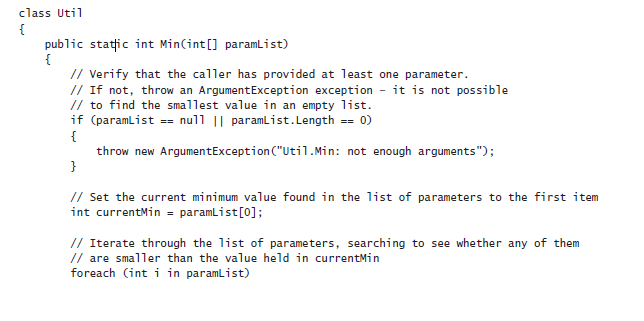 class Util
{
    public static int Min(int[] paramList)
    {
        // Verify that the caller has provided at least one parameter.
        // If not, throw an ArgumentException exception – it is not possible
        // to find the smallest value in an empty list.
        if (paramList == null || paramList.Length == 0)
        {
            throw new ArgumentException("Util.Min: not enough arguments");
        }

        // Set the current minimum value found in the list of parameters to the first item
        int currentMin = paramList[0];

        // Iterate through the list of parameters, searching to see whether any of them
        // are smaller than the value held in currentMin
        foreach (int i in paramList)